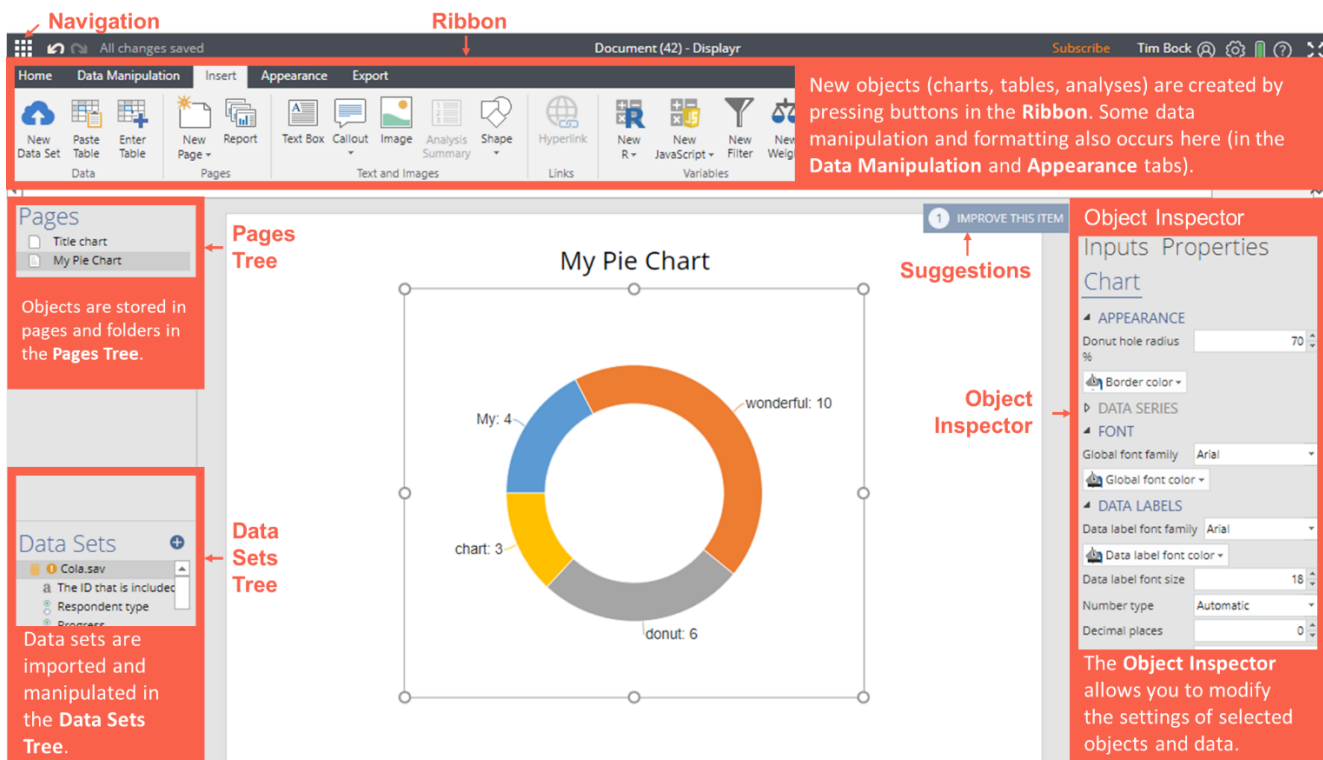 Navigation
Ribbon
All changes saved
Document (42) - Displayr
Subscribe
Tim Bock
Home
Data Manipulation
Insert
Appearance
Export
New
Data Set
Paste
Table
Enter
Table
Data
New
Page
Report
Pages
Text Box
Callout
Image
Analysis
Summary
Shape
Text and Images
Hyperlink
Links
New
R
New
JavaScript
New
Filter
New
Weigh
Variables
New objects (charts, tables, analyses) are created by
pressing buttons in the Ribbon. Some data
manipulation and formatting also occurs here (in the
Data Manipulation and Appearance tabs).
Pages
Title chart
My Pie Chart
Objects are stored in
pages and folders in
the Pages Tree.
Pages
Tree
1 IMPROVE THIS ITEM
Suggestions
My Pie Chart
wonderful: 10
My: 4
chart: 3
donut: 6
Data Sets
Cola.sav
a The ID that is included
Respondent type
Progress
Data sets are
imported and
manipulated in
the Data Sets
Tree.
Data
Sets
Tree
Object
Inspector
Object Inspector
Inputs Properties
Chart
APPEARANCE
Donut hole radius
%
70
Border color
DATA SERIES
FONT
Global font family Arial
Global font color
DATA LABELS
Data label font family Arial
Data label font color
Data label font size 18
Number type Automatic
Decimal places 0
The Object Inspector
allows you to modify
the settings of selected
objects and data.